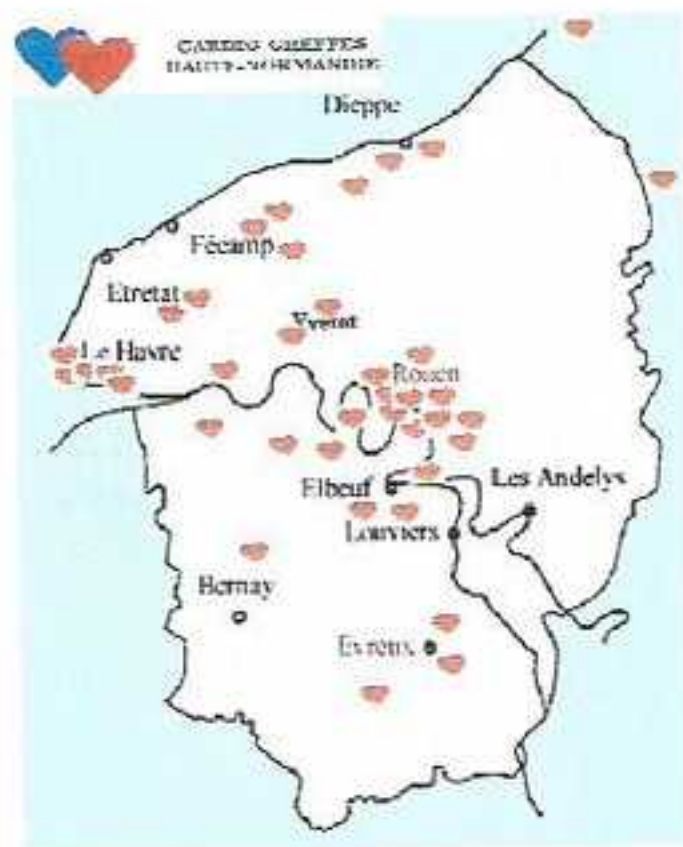 CARDIO GREFFES
HAUTE-NORMANDIE
Dieppe
Fécamp
Etretat
Yvetot
Le Havre
Rouen
Elbeuf
Les Andelys
Louviers
Bernay
Evreux